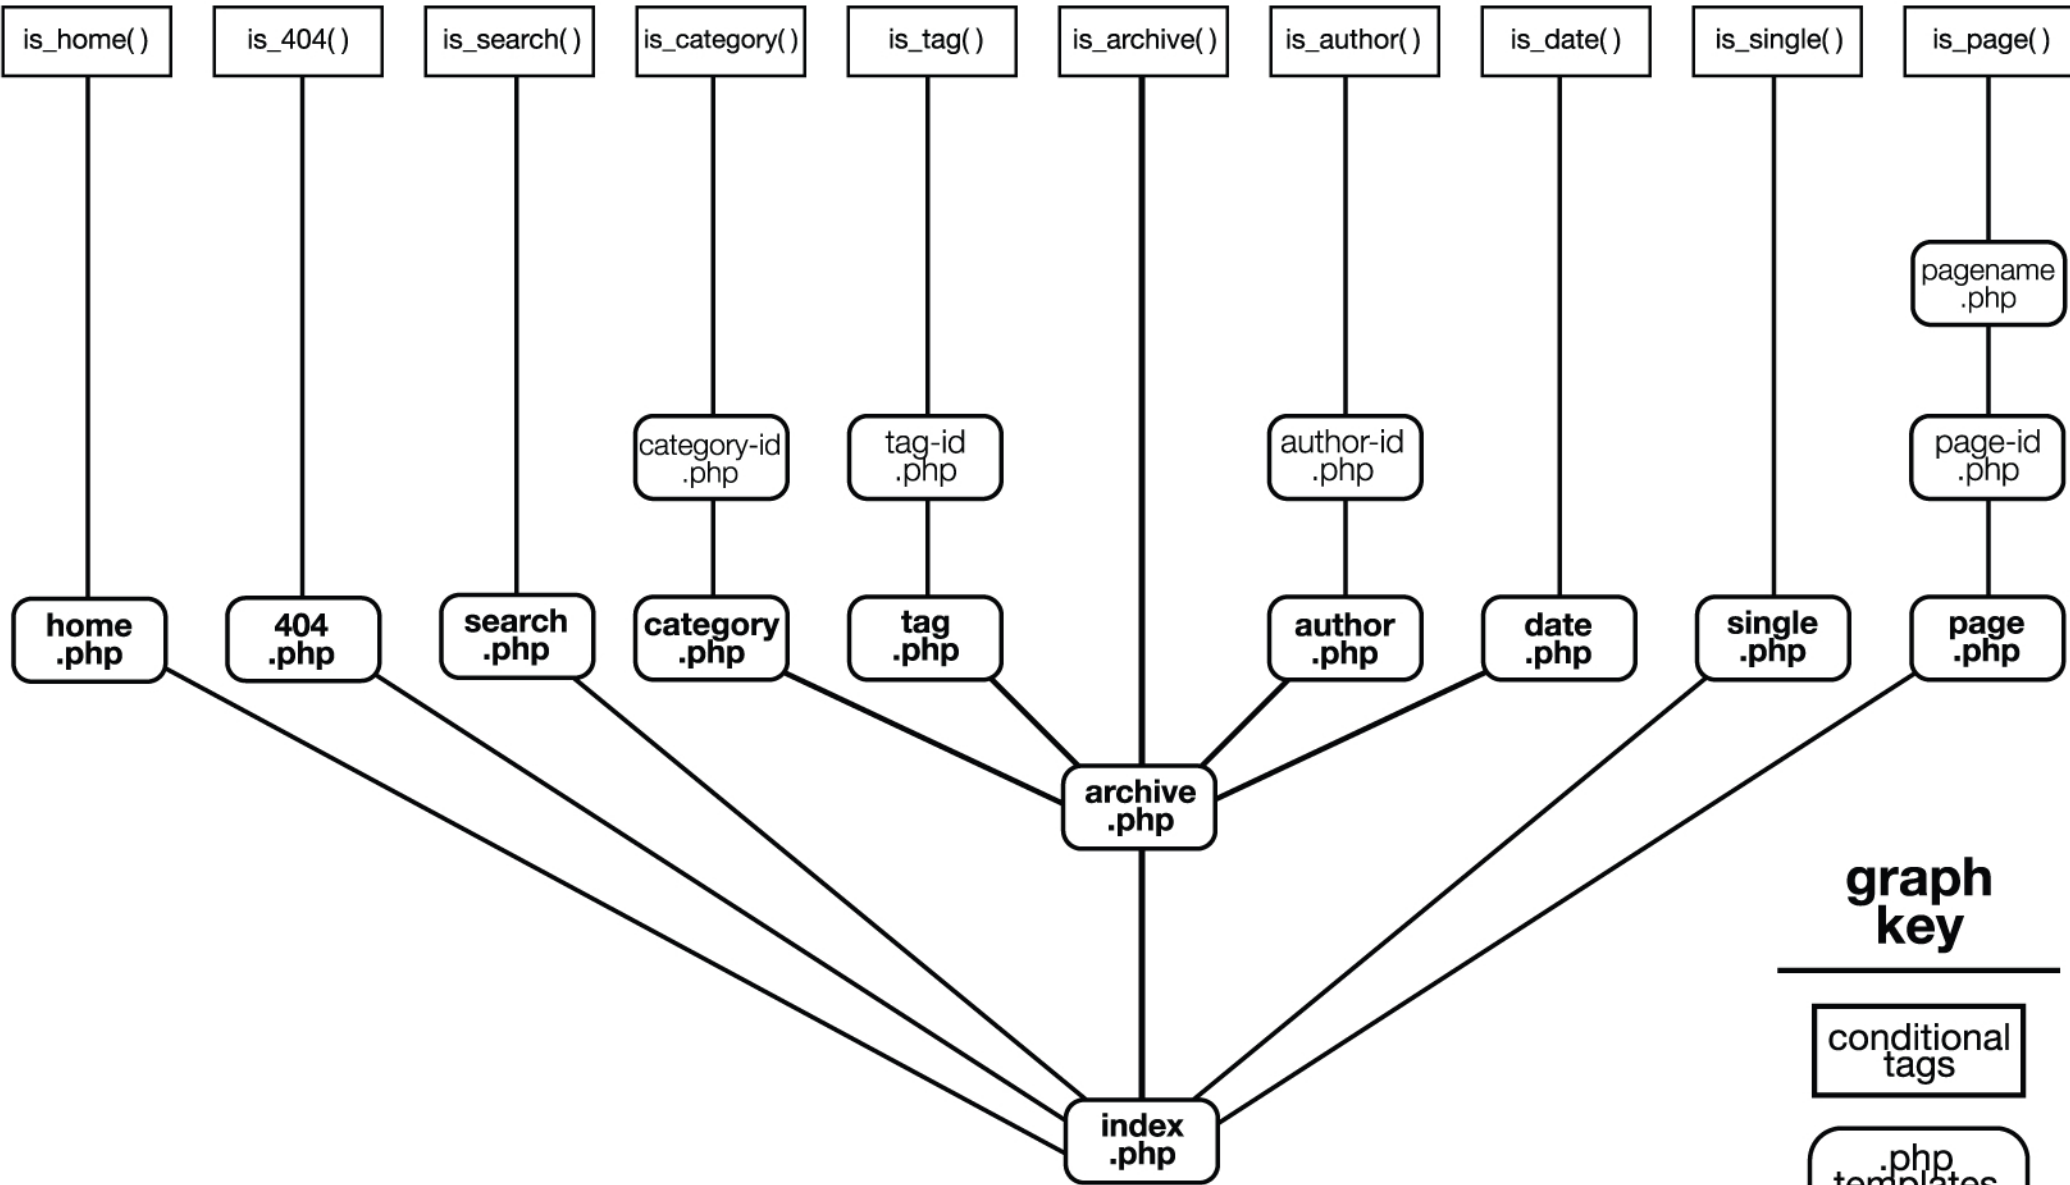 is_home()
is_404()
is_search()
is_category()
is_tag()
is_archive()
is_author()
is_date()
is_single()
is_page()
pagename
.php
category-id
.php
tag-id
.php
author-id
.php
page-id
.php
home
.php
404
.php
search
.php
category
.php
tag
.php
author
.php
date
.php
single
.php
page
.php
archive
.php
graph
key
conditional
tags
index
.php
.php
templates